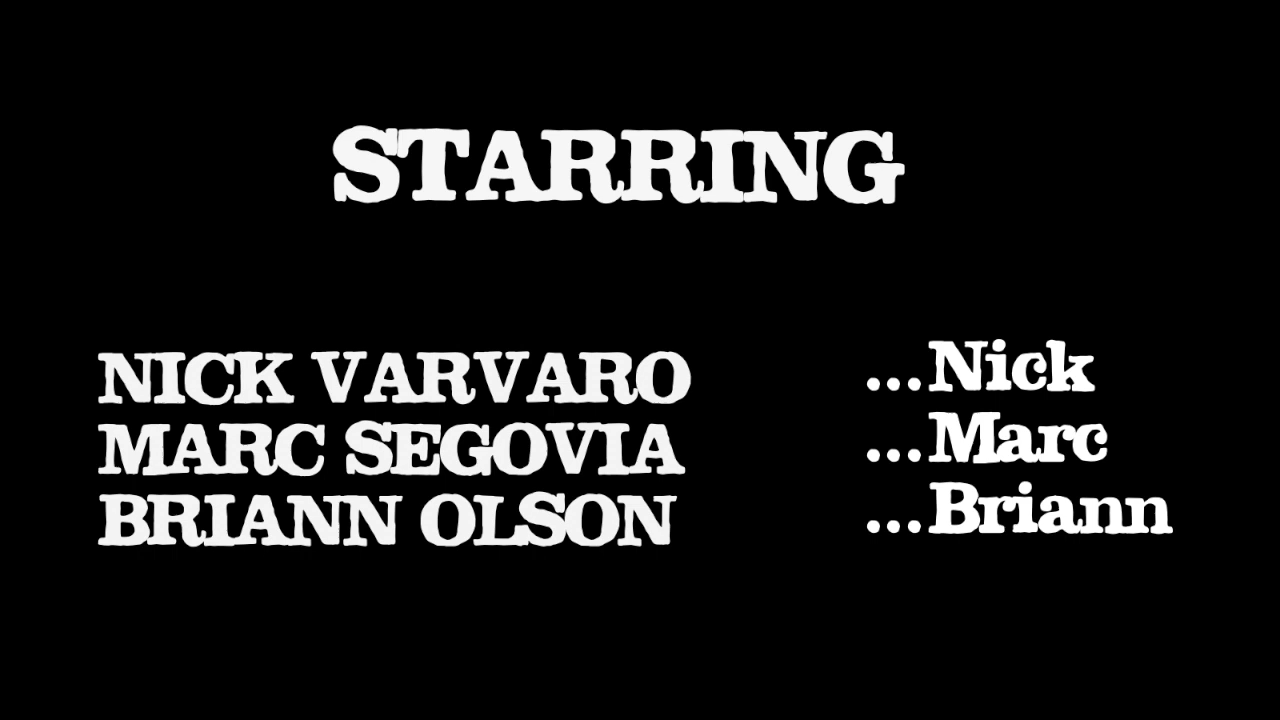 STARRING
NICK VARVARO ...Nick
MARC SEGOVIA ...Marc
BRIANN OLSON ...Briann